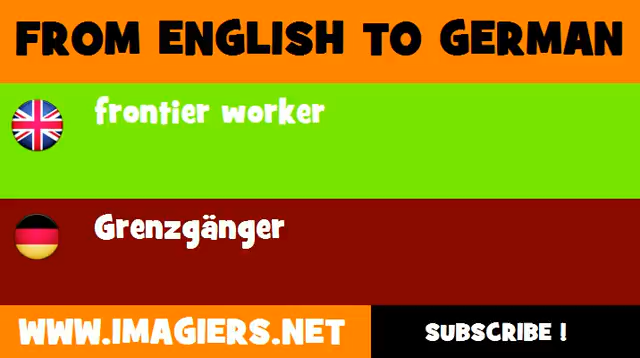 FROM ENGLISH TO GERMAN
frontier worker
Grenzgänger
WWW.IMAGIERS.NET
SUBSCRIBE !